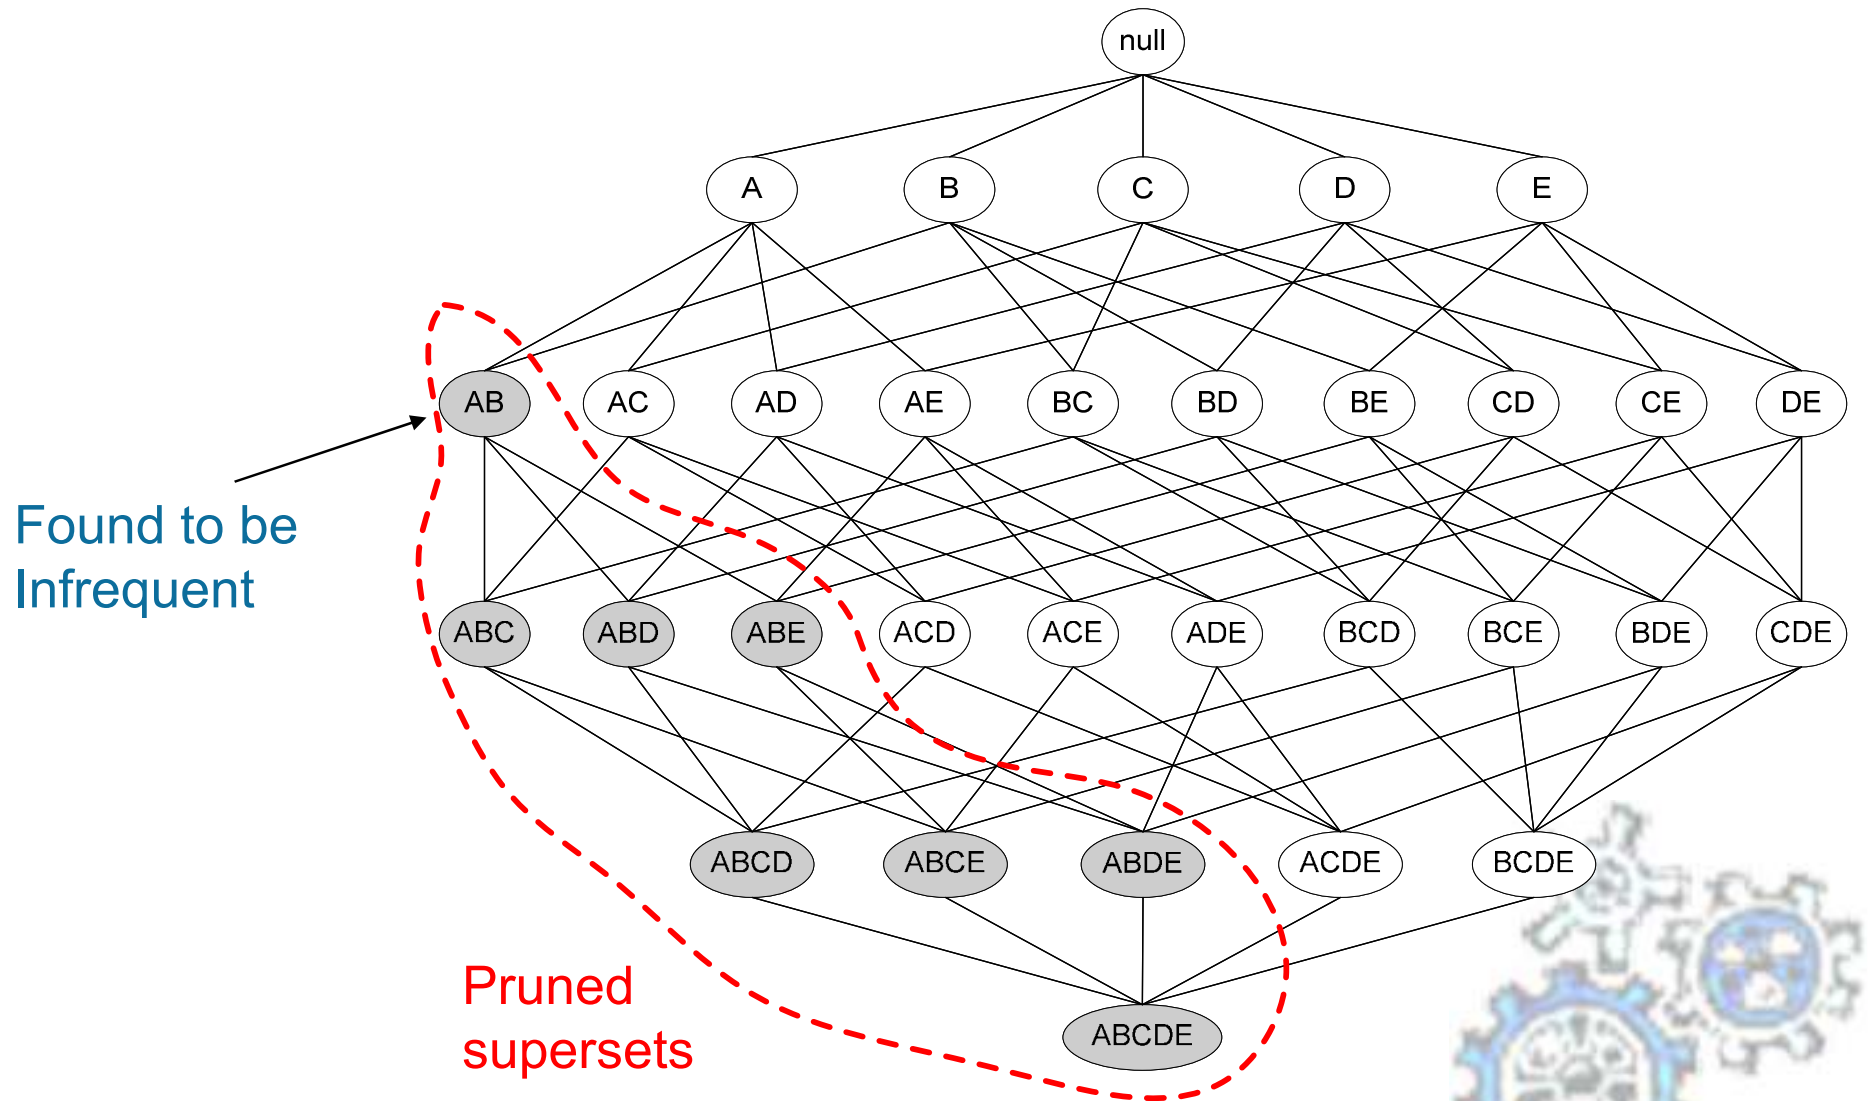 null
A B C D E
AB AC AD AE BC BD BE CD CE DE
Found to be
Infrequent
ABC ABD ABE ACD ACE ADE BCD BCE BDE CDE
ABCD ABCE ABDE ACDE BCDE
Pruned
supersets
ABCDE